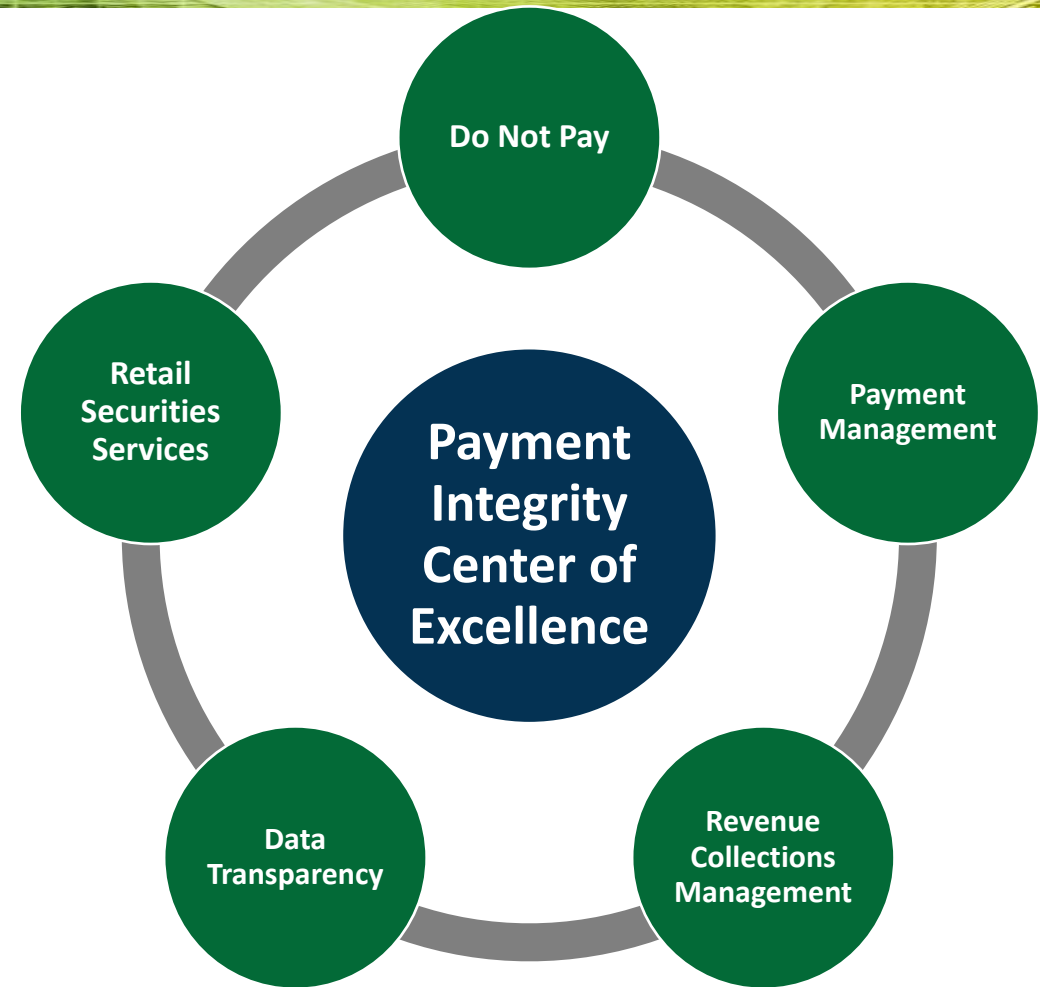 Do Not Pay
Retail
Securities
Services
Payment
Management
Payment
Integrity
Center of
Excellence
Data
Transparency
Revenue
Collections
Management